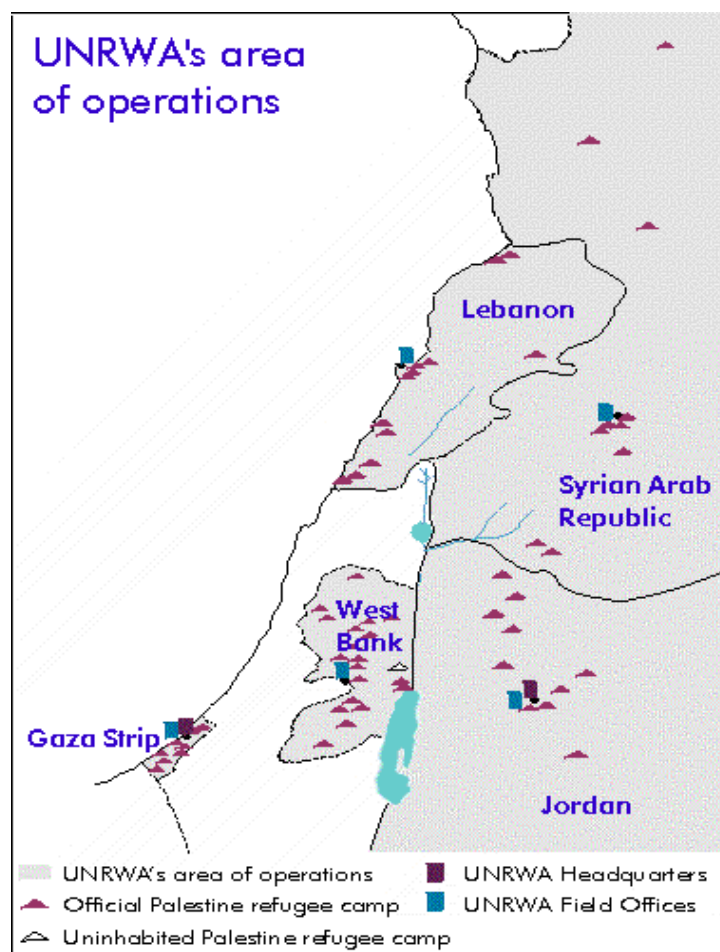 UNRWA's area
of operations
Lebanon
Syrian Arab
Republic
West
Bank
Gaza Strip
Jordan
UNRWA's area of operations
UNRWA Headquarters
Official Palestine refugee camp
UNRWA Field Offices
Uninhabited Palestine refugee camp